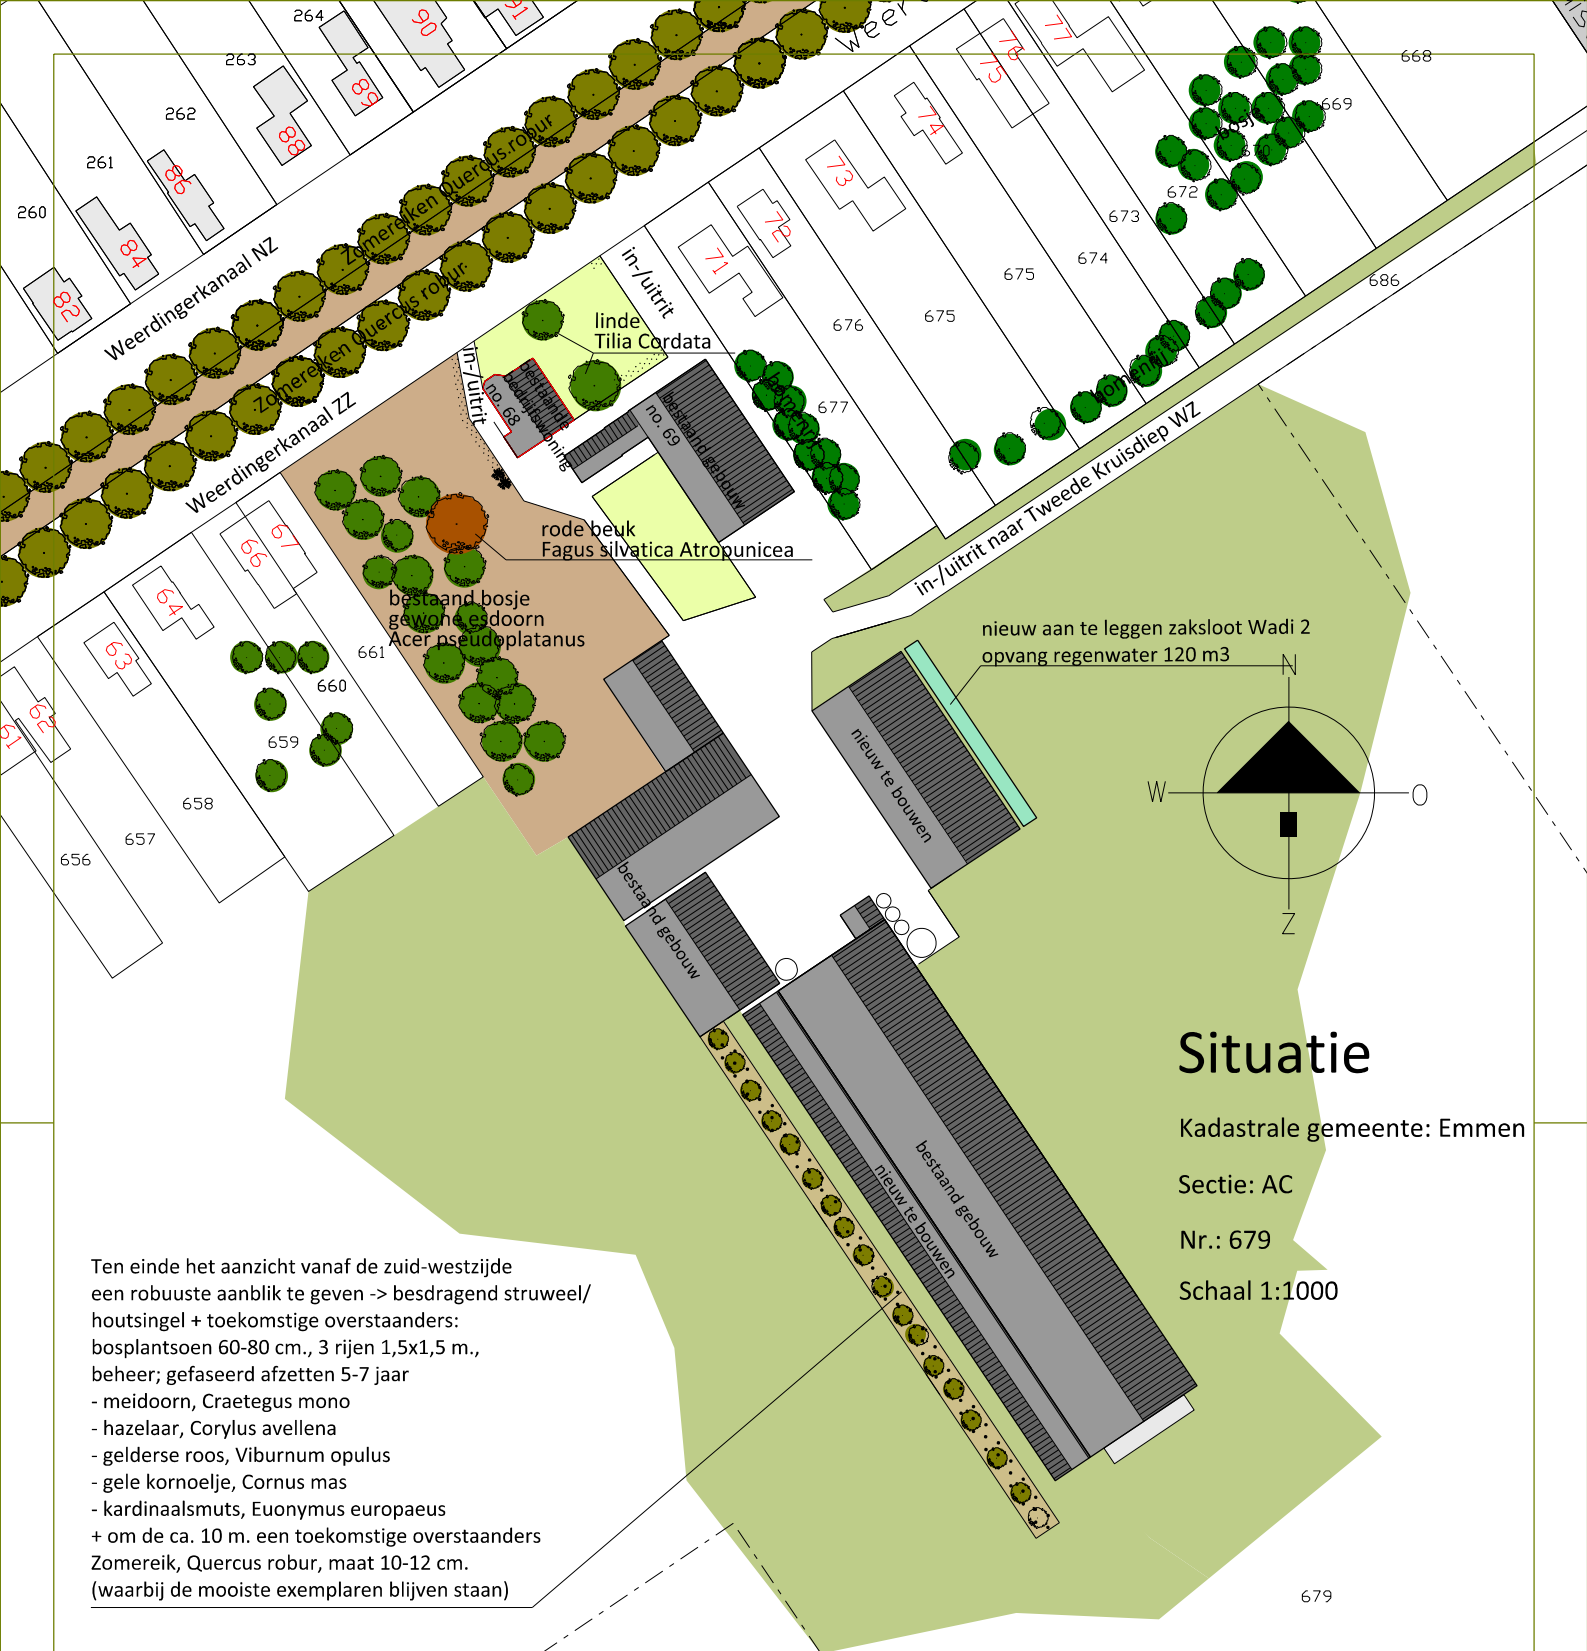 264
90
91
263
89
262
88
261
86
260
84
82
Weerdingerkanaal NZ
Zomereiken Quercus robur
Zomereiken Quercus robur
Weerdingerkanaal ZZ
76
75
77
74
73
72
71
668
669
bosje
670
672
673
674
675
675
676
677
686
in-/uitrit
in-/uitrit
linde
Tilia Cordata
bestaande
bedrijfswoning
no. 68
bestaand gebouw
no. 69
bomenrij
bomenrij
in-/uitrit naar Tweede Kruisdiep WZ
rode beuk
Fagus silvatica Atropunicea
67
66
64
63
62
61
bestaand bosje
gewone esdoorn
Acer pseudoplatanus
661
660
659
658
657
656
nieuw aan te leggen zaksloot Wadi 2
opvang regenwater 120 m3
N
W
O
Z
nieuw te bouwen
bestaand gebouw
bestaand gebouw
nieuw te bouwen
Situatie
Kadastrale gemeente: Emmen
Sectie: AC
Nr.: 679
Schaal 1:1000
Ten einde het aanzicht vanaf de zuid-westzijde
een robuuste aanblik te geven -> besdragend struweel/
houtsingel + toekomstige overstaanders:
bosplantsoen 60-80 cm., 3 rijen 1,5x1,5 m.,
beheer; gefaseerd afzetten 5-7 jaar
- meidoorn, Craetegus mono
- hazelaar, Corylus avellena
- gelderse roos, Viburnum opulus
- gele kornoelje, Cornus mas
- kardinaalsmuts, Euonymus europaeus
+ om de ca. 10 m. een toekomstige overstaanders
Zomereik, Quercus robur, maat 10-12 cm.
(waarbij de mooiste exemplaren blijven staan)
679